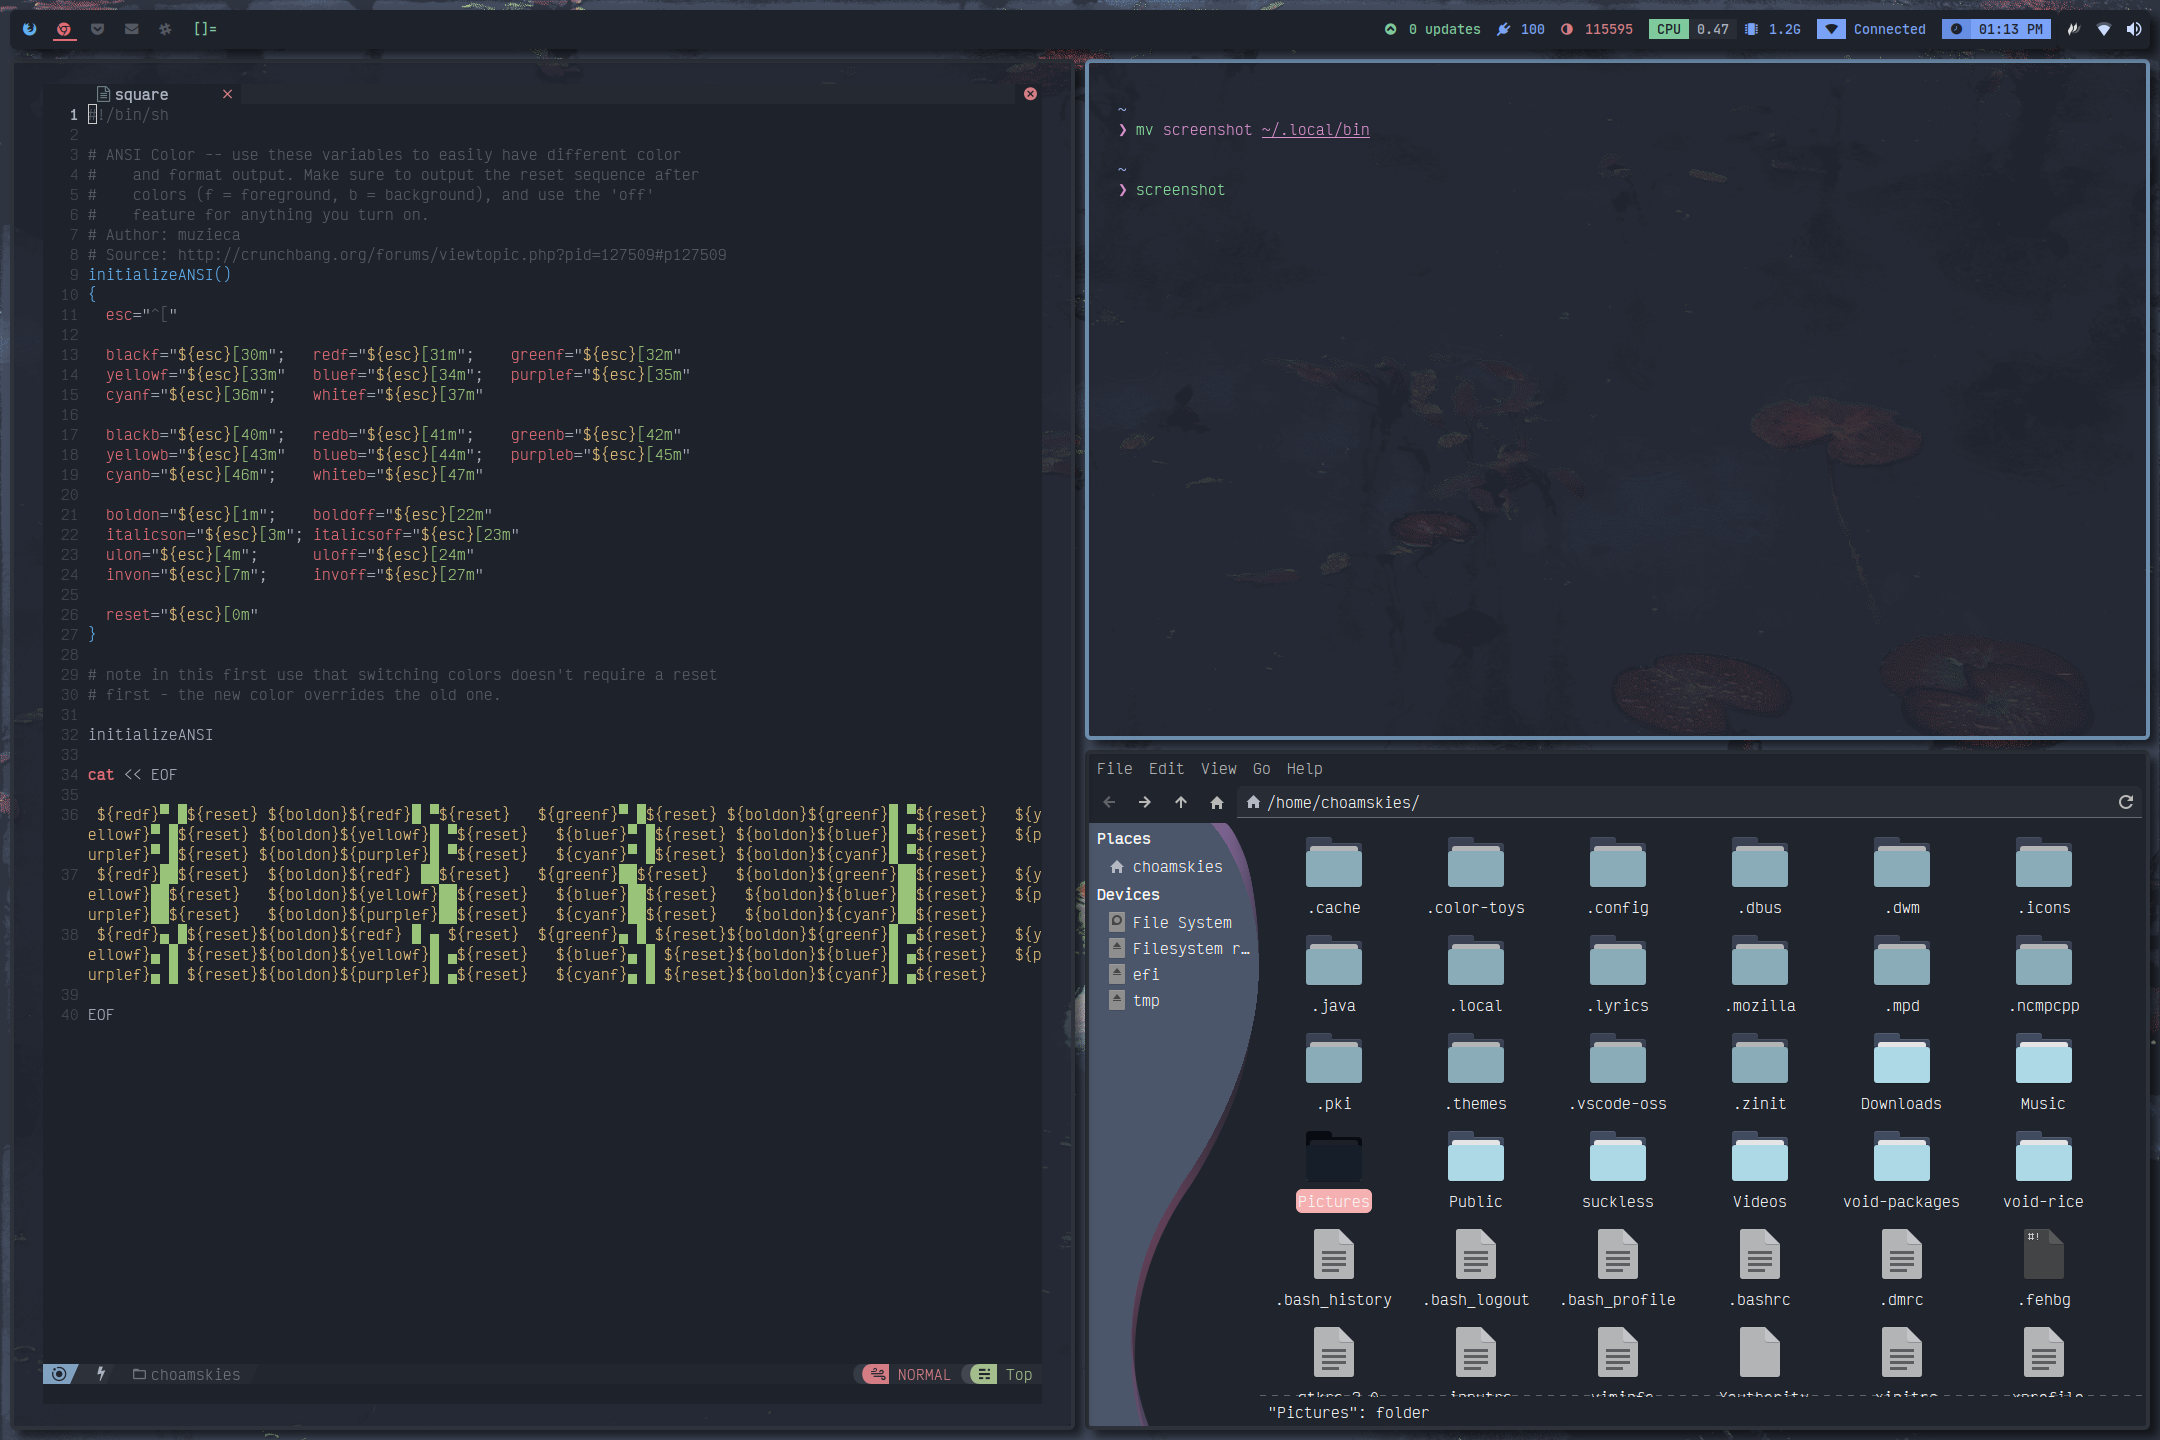 []=
0 updates 100 115595 CPU 0.47 1.2G Connected 01:13 PM
square
1 #!/bin/sh
2
3 # ANSI Color -- use these variables to easily have different color
4 #    and format output. Make sure to output the reset sequence after
5 #    colors (f = foreground, b = background), and use the 'off'
6 #    feature for anything you turn on.
7 # Author: muzieca
8 # Source: http://crunchbang.org/forums/viewtopic.php?pid=127509#p127509
9 initializeANSI()
10 {
11   esc="^["
12
13   blackf="${esc}[30m";   redf="${esc}[31m";    greenf="${esc}[32m"
14   yellowf="${esc}[33m"   bluef="${esc}[34m";   purplef="${esc}[35m"
15   cyanf="${esc}[36m";    whitef="${esc}[37m"
16
17   blackb="${esc}[40m";   redb="${esc}[41m";    greenb="${esc}[42m"
18   yellowb="${esc}[43m"   blueb="${esc}[44m";   purpleb="${esc}[45m"
19   cyanb="${esc}[46m";    whiteb="${esc}[47m"
20
21   boldon="${esc}[1m";    boldoff="${esc}[22m"
22   italicson="${esc}[3m"; italicsoff="${esc}[23m"
23   ulon="${esc}[4m";      uloff="${esc}[24m"
24   invon="${esc}[7m";     invoff="${esc}[27m"
25
26   reset="${esc}[0m"
27 }
28
29 # note in this first use that switching colors doesn't require a reset
30 # first - the new color overrides the old one.
31
32 initializeANSI
33
34 cat << EOF
35
36  ${redf}▀ █${reset} ${boldon}${redf}█ ▀${reset}   ${greenf}▀ █${reset} ${boldon}${greenf}█ ▀${reset}   ${y
ellowf}▀ █${reset} ${boldon}${yellowf}█ ▀${reset}   ${bluef}▀ █${reset} ${boldon}${bluef}█ ▀${reset}   ${p
urplef}▀ █${reset} ${boldon}${purplef}█ ▀${reset}   ${cyanf}▀ █${reset} ${boldon}${cyanf}█ ▀${reset}
37  ${redf}██${reset}  ${boldon}${redf} ██${reset}   ${greenf}██${reset}   ${boldon}${greenf}██${reset}   ${y
ellowf}██${reset}   ${boldon}${yellowf}██${reset}   ${bluef}██${reset}   ${boldon}${bluef}██${reset}   ${p
urplef}██${reset}   ${boldon}${purplef}██${reset}   ${cyanf}██${reset}   ${boldon}${cyanf}██${reset}
38  ${redf}▄ █${reset}${boldon}${redf} █ ▄ ${reset}  ${greenf}▄ █ ${reset}${boldon}${greenf}█ ▄${reset}   ${y
ellowf}▄ █ ${reset}${boldon}${yellowf}█ ▄${reset}   ${bluef}▄ █ ${reset}${boldon}${bluef}█ ▄${reset}   ${p
urplef}▄ █ ${reset}${boldon}${purplef}█ ▄${reset}   ${cyanf}▄ █ ${reset}${boldon}${cyanf}█ ▄${reset}
39
40 EOF
choamskies NORMAL Top
~
❯ mv screenshot ~/.local/bin
~
❯ screenshot
File Edit View Go Help
/home/choamskies/
Places
choamskies
Devices
File System
Filesystem r…
efi
tmp
.cache .color-toys .config .dbus .dwm .icons
.java .local .lyrics .mozilla .mpd .ncmpcpp
.pki .themes .vscode-oss .zinit Downloads Music
Pictures Public suckless Videos void-packages void-rice
#!
.bash_history .bash_logout .bash_profile .bashrc .dmrc .fehbg
"Pictures": folder